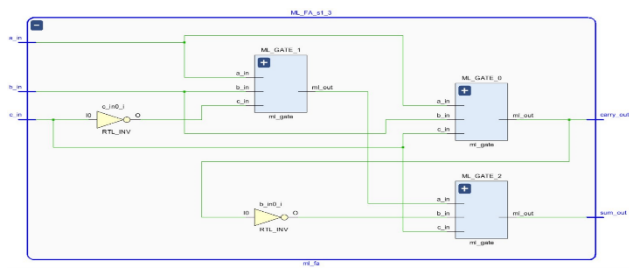 ML_FA_s1_3
a_in
b_in
c_in
ML_GATE_1
a_in
b_in
c_in
ml_out
ml_gate
c_in0_i
I0
O
RTL_INV
ML_GATE_0
a_in
b_in
c_in
ml_out
ml_gate
carry_out
ML_GATE_2
a_in
b_in
c_in
ml_out
ml_gate
sum_out
b_in0_i
I0
O
RTL_INV
ml_fa